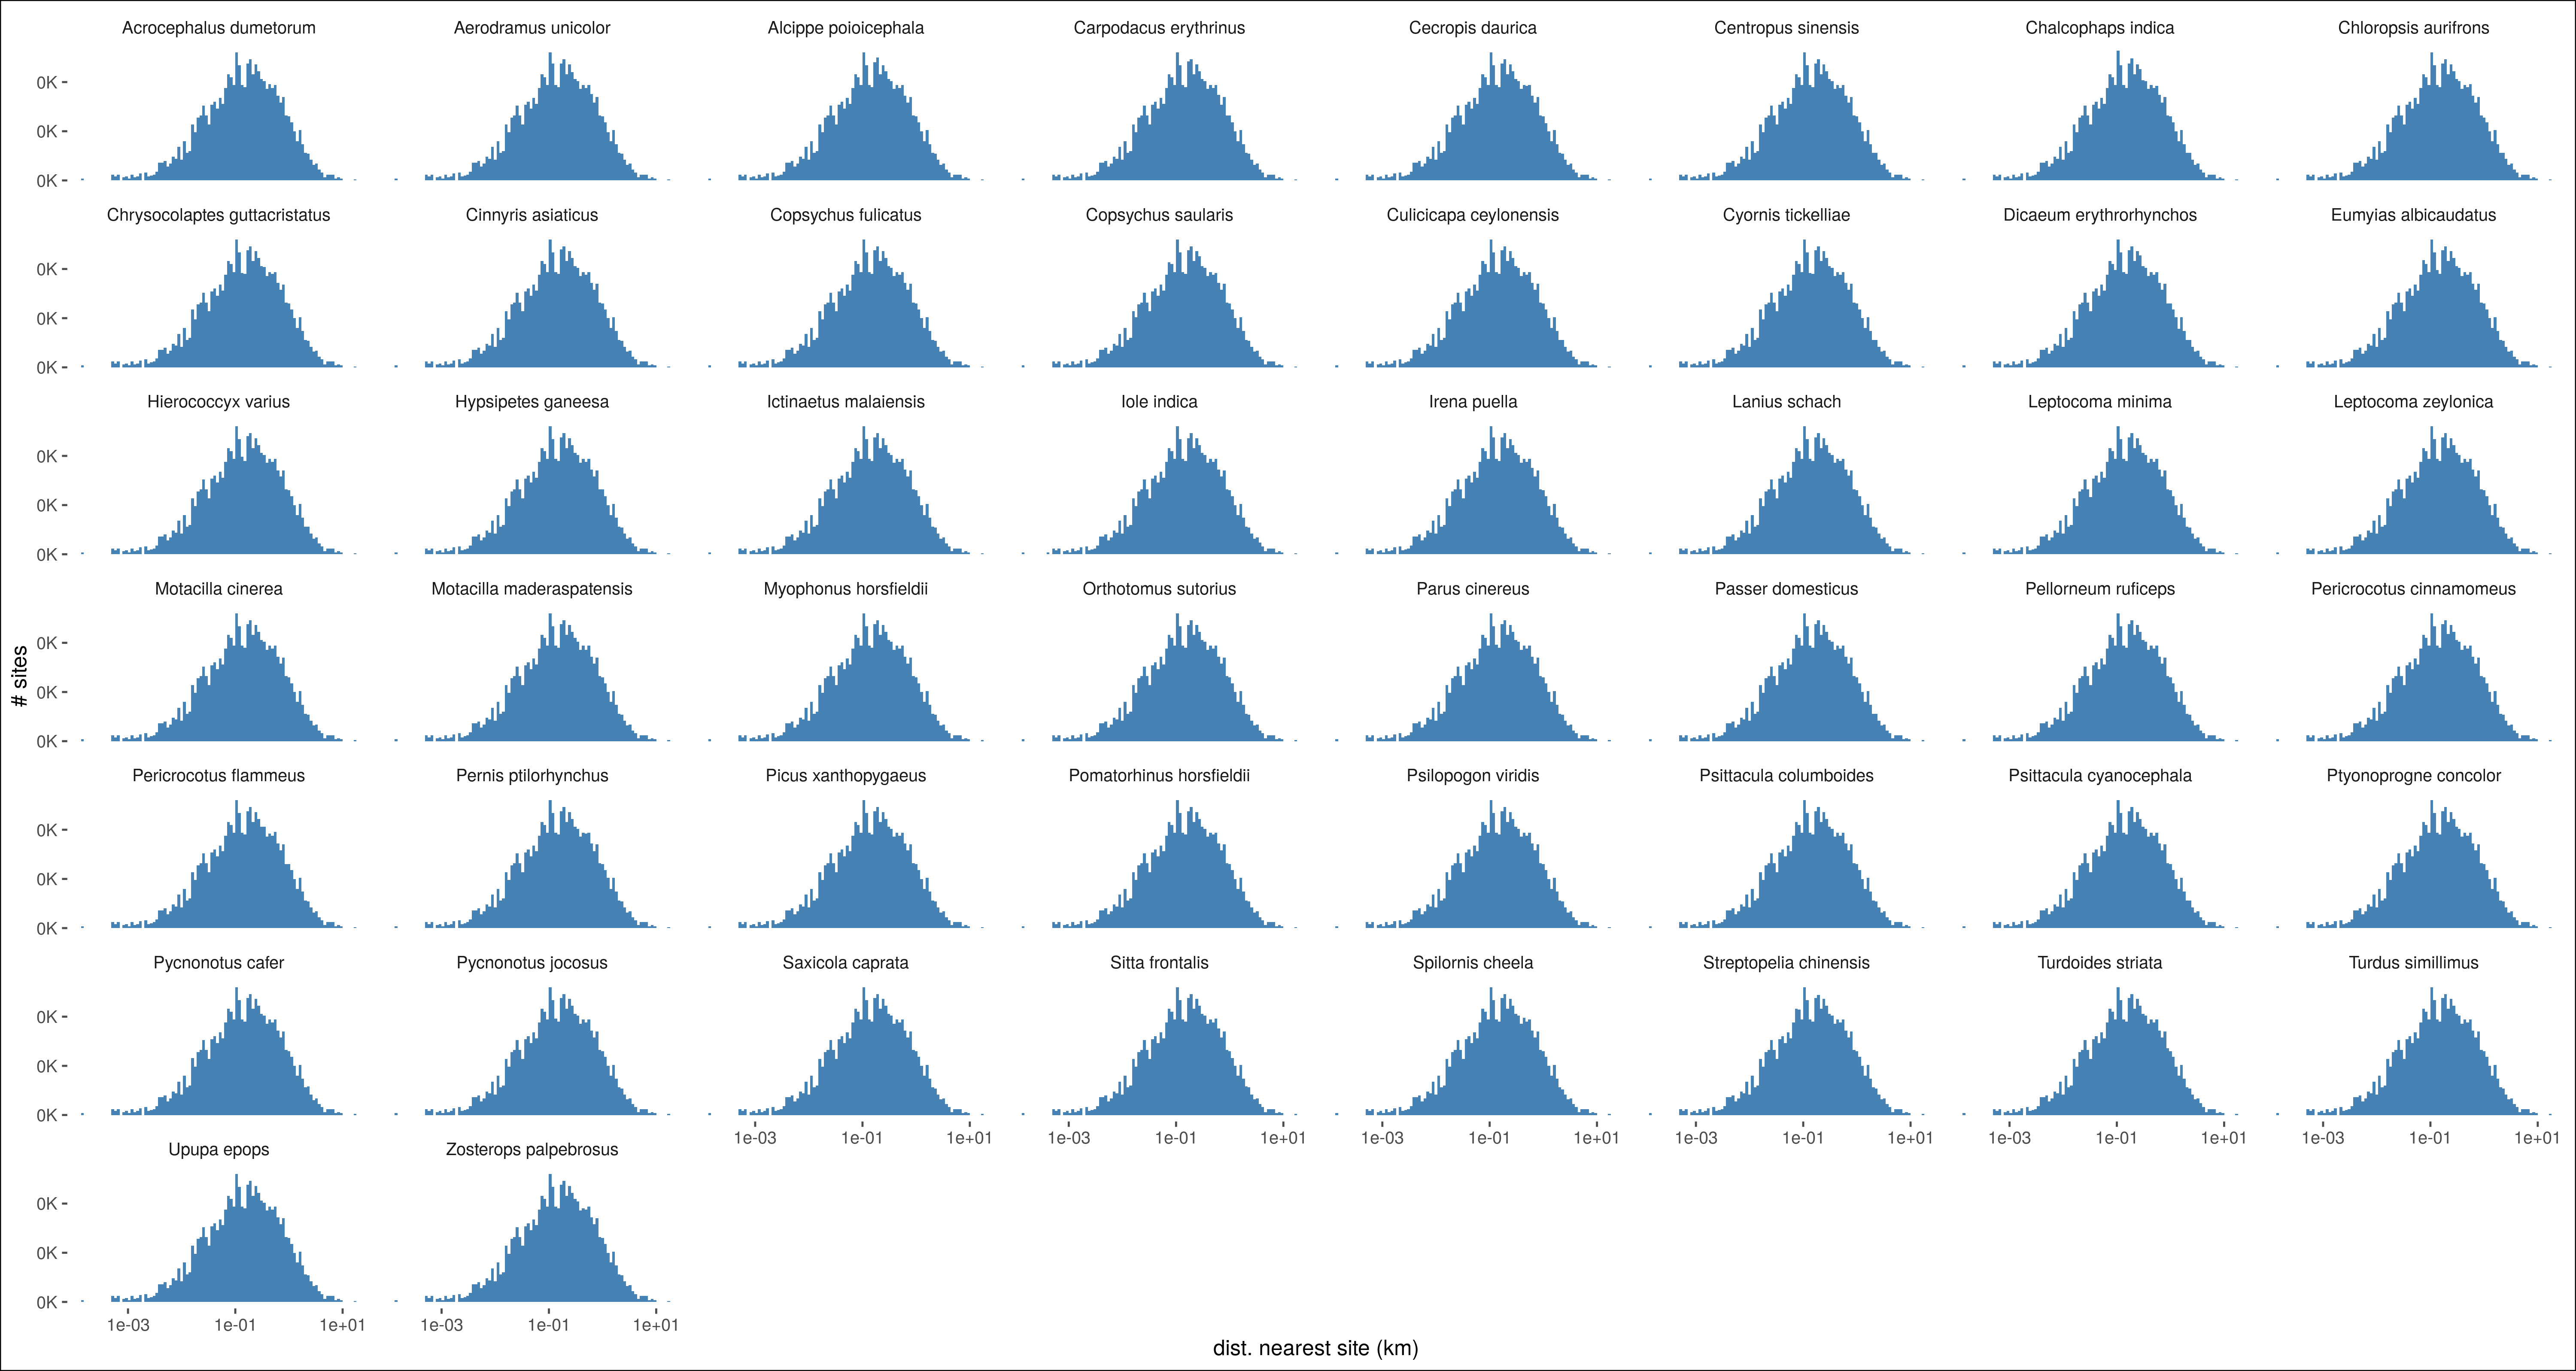 Acrocephalus dumetorum Aerodramus unicolor Alcippe poioicephala Carpodacus erythrinus Cecropis daurica Centropus sinensis Chalcophaps indica Chloropsis aurifrons
0K
0K
0K
Chrysocolaptes guttacristatus Cinnyris asiaticus Copsychus fulicatus Copsychus saularis Culicicapa ceylonensis Cyornis tickelliae Dicaeum erythrorhynchos Eumyias albicaudatus
0K
0K
0K
Hierococcyx varius Hypsipetes ganeesa Ictinaetus malaiensis Iole indica Irena puella Lanius schach Leptocoma minima Leptocoma zeylonica
0K
0K
0K
Motacilla cinerea Motacilla maderaspatensis Myophonus horsfieldii Orthotomus sutorius Parus cinereus Passer domesticus Pellorneum ruficeps Pericrocotus cinnamomeus
0K
# sites
0K
0K
Pericrocotus flammeus Pernis ptilorhynchus Picus xanthopygaeus Pomatorhinus horsfieldii Psilopogon viridis Psittacula columboides Psittacula cyanocephala Ptyonoprogne concolor
0K
0K
0K
Pycnonotus cafer Pycnonotus jocosus Saxicola caprata Sitta frontalis Spilornis cheela Streptopelia chinensis Turdoides striata Turdus simillimus
0K
0K
0K
1e-03 1e-01 1e+01 1e-03 1e-01 1e+01 1e-03 1e-01 1e+01 1e-03 1e-01 1e+01 1e-03 1e-01 1e+01 1e-03 1e-01 1e+01
Upupa epops Zosterops palpebrosus
0K
0K
0K
1e-03 1e-01 1e+01 1e-03 1e-01 1e+01
dist. nearest site (km)